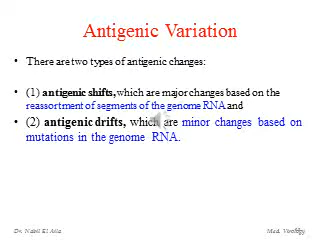 Antigenic Variation
• There are two types of antigenic changes:
• (1) antigenic shifts, which are major changes based on the
reassortment of segments of the genome RNA and
• (2) antigenic drifts, which are minor changes based on
mutations in the genome RNA.
Dr. Nabil El Aila
Med. Virology